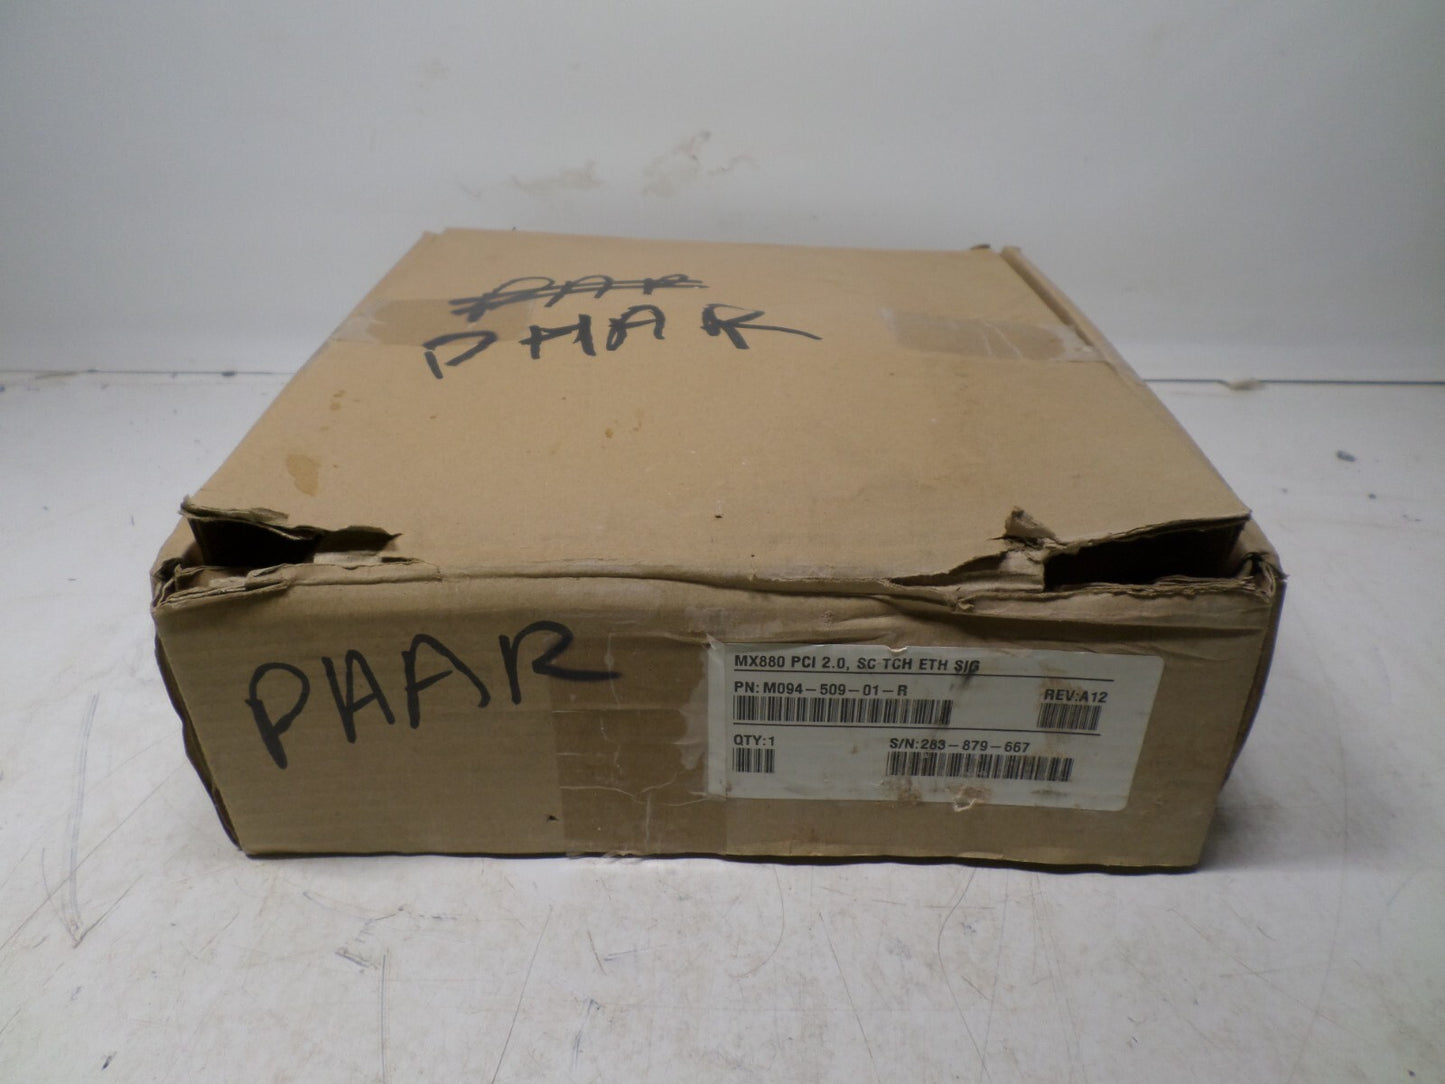 PAR
PHAR
PHAR
MX880 PCI 2.0, SC TCH ETH SIG
PN: M094-509-01-R REV:A12
QTY:1 S/N:283-879-667